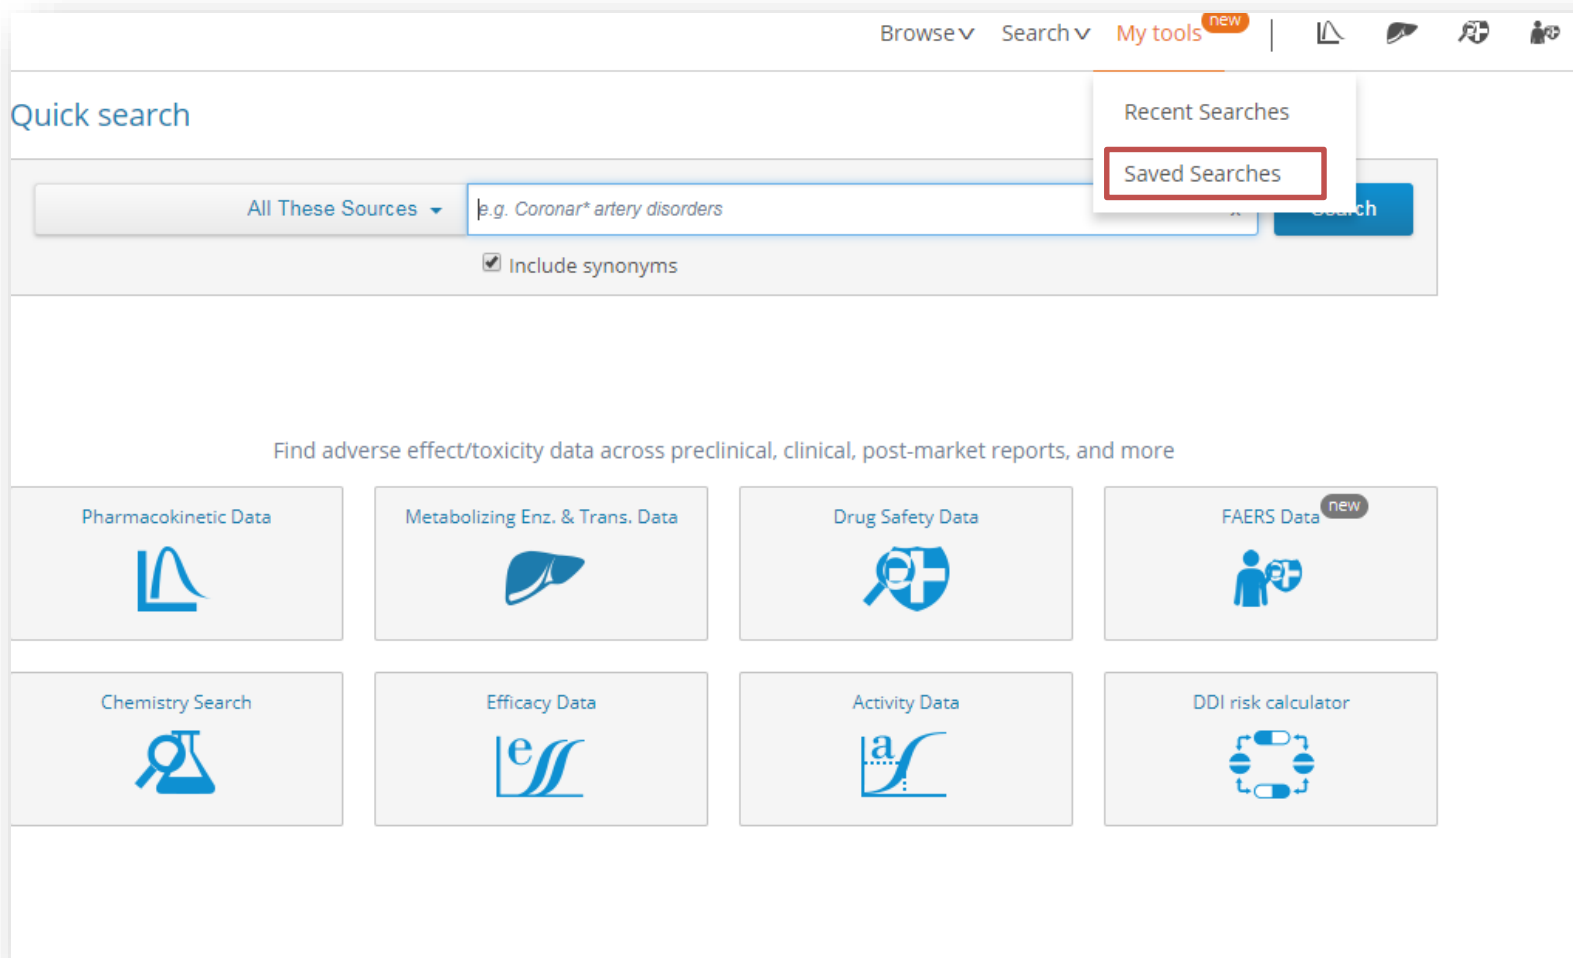 Browse Search My tools new
Quick search
Recent Searches
Saved Searches
All These Sources e.g. Coronar* artery disorders x Search
Include synonyms
Find adverse effect/toxicity data across preclinical, clinical, post-market reports, and more
Pharmacokinetic Data Metabolizing Enz. & Trans. Data Drug Safety Data FAERS Data new
Chemistry Search Efficacy Data Activity Data DDI risk calculator
e a